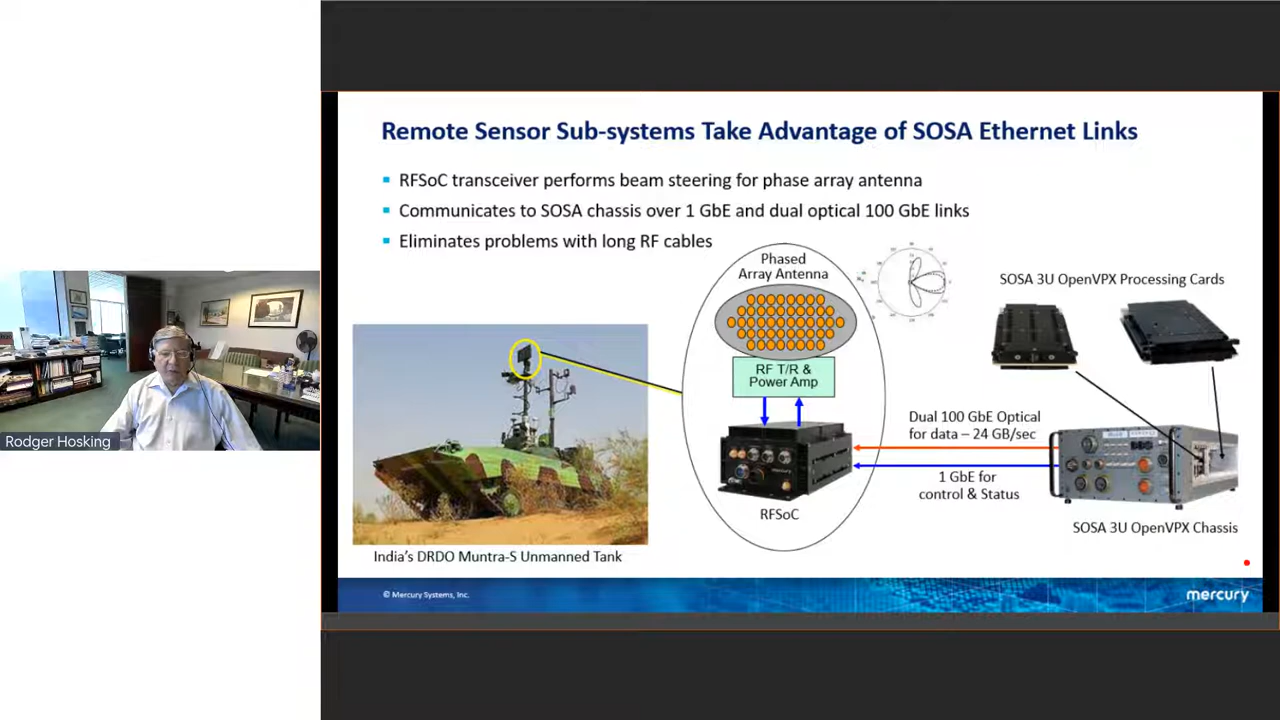 Remote Sensor Sub-systems Take Advantage of SOSA Ethernet Links
RFSoC transceiver performs beam steering for phase array antenna
Communicates to SOSA chassis over 1 GbE and dual optical 100 GbE links
Eliminates problems with long RF cables
Phased
Array Antenna
SOSA 3U OpenVPX Processing Cards
RF T/R &
Power Amp
Dual 100 GbE Optical
for data – 24 GB/sec
1 GbE for
control & Status
RFSoC
SOSA 3U OpenVPX Chassis
India's DRDO Muntra-S Unmanned Tank
© Mercury Systems, Inc.
mercury
Rodger Hosking